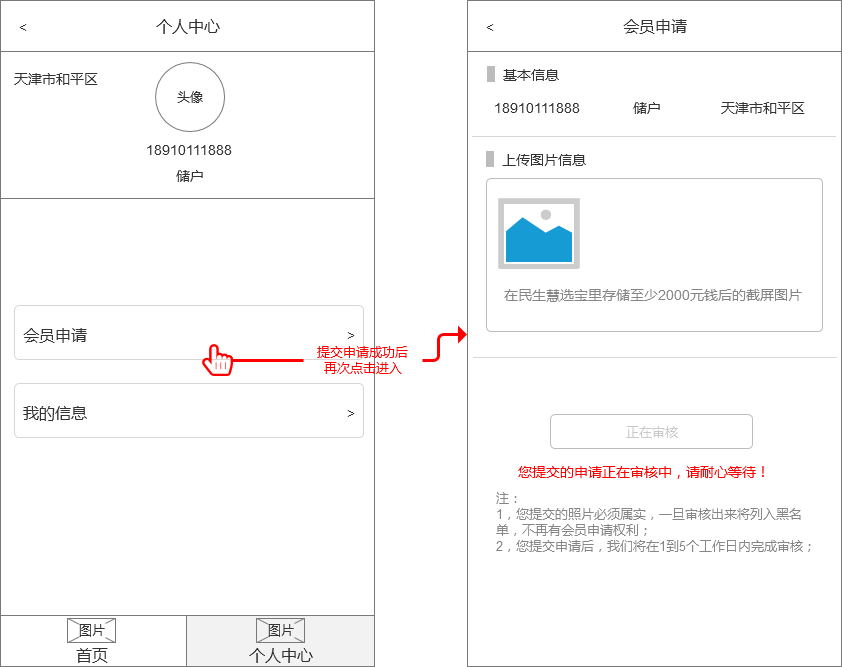 <
个人中心
天津市和平区
头像
18910111888
储户
会员申请
>
我的信息
>
图片
首页
图片
个人中心
提交申请成功后
再次点击进入
<
会员申请
基本信息
18910111888 储户 天津市和平区
上传图片信息
在民生慧选宝里存储至少2000元钱后的截屏图片
正在审核
您提交的申请正在审核中，请耐心等待！
注：
1，您提交的照片必须属实，一旦审核出来将列入黑名
单，不再有会员申请权利；
2，您提交申请后，我们将在1到5个工作日内完成审核；